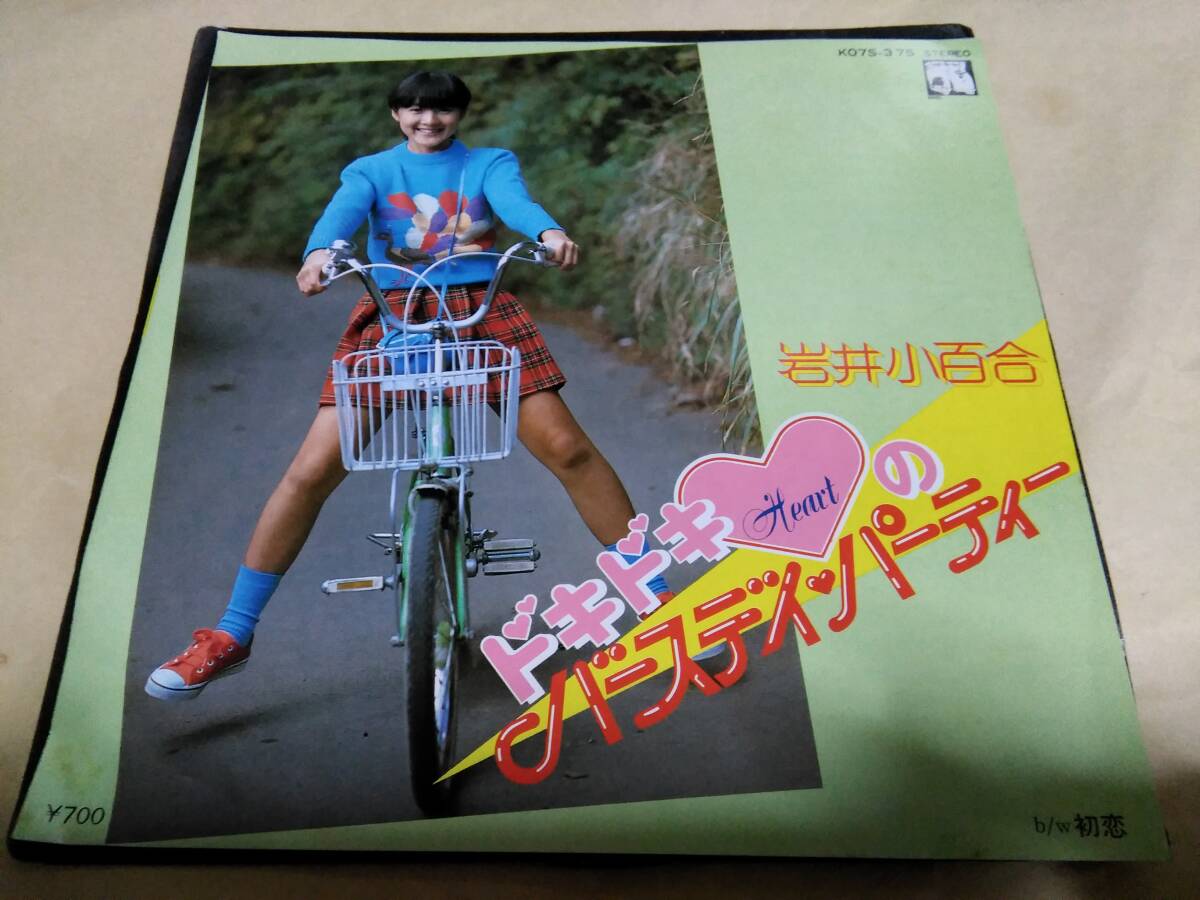 K07S-375 STEREO
岩井小百合
ドキドキHeartの
バースデイ・パーティー
¥700
b/w 初恋